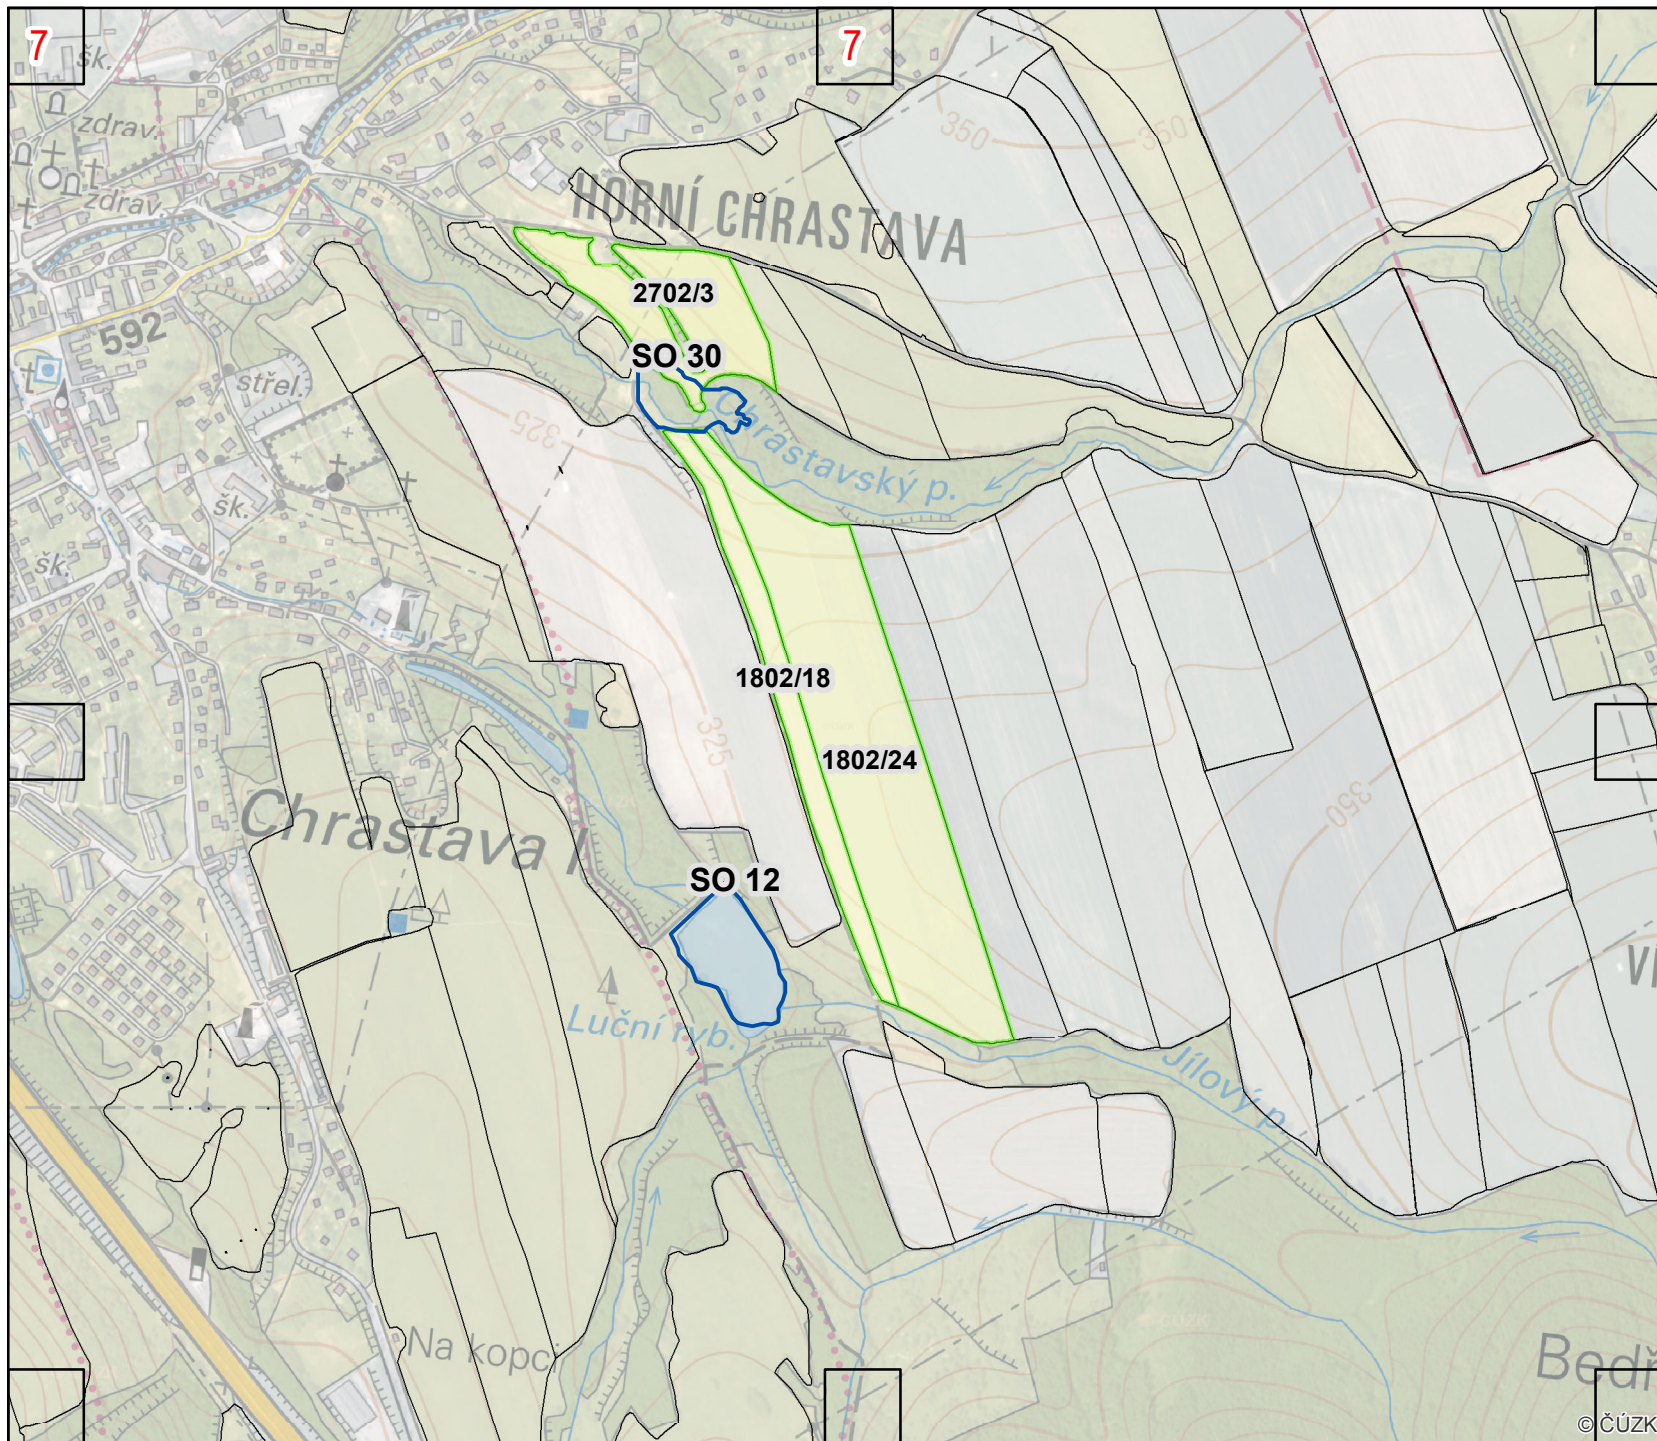 7
7
šk.
zdrav.
zdrav.
350
350
HORNÍ CHRASTAVA
2702/3
592
SO 30
střel.
325
Chrastavský p.
šk.
šk.
1802/18
325
1802/24
350
Chrastava I
SO 12
Luční ryb.
Jílový p.
Na kopci
© ČÚZK